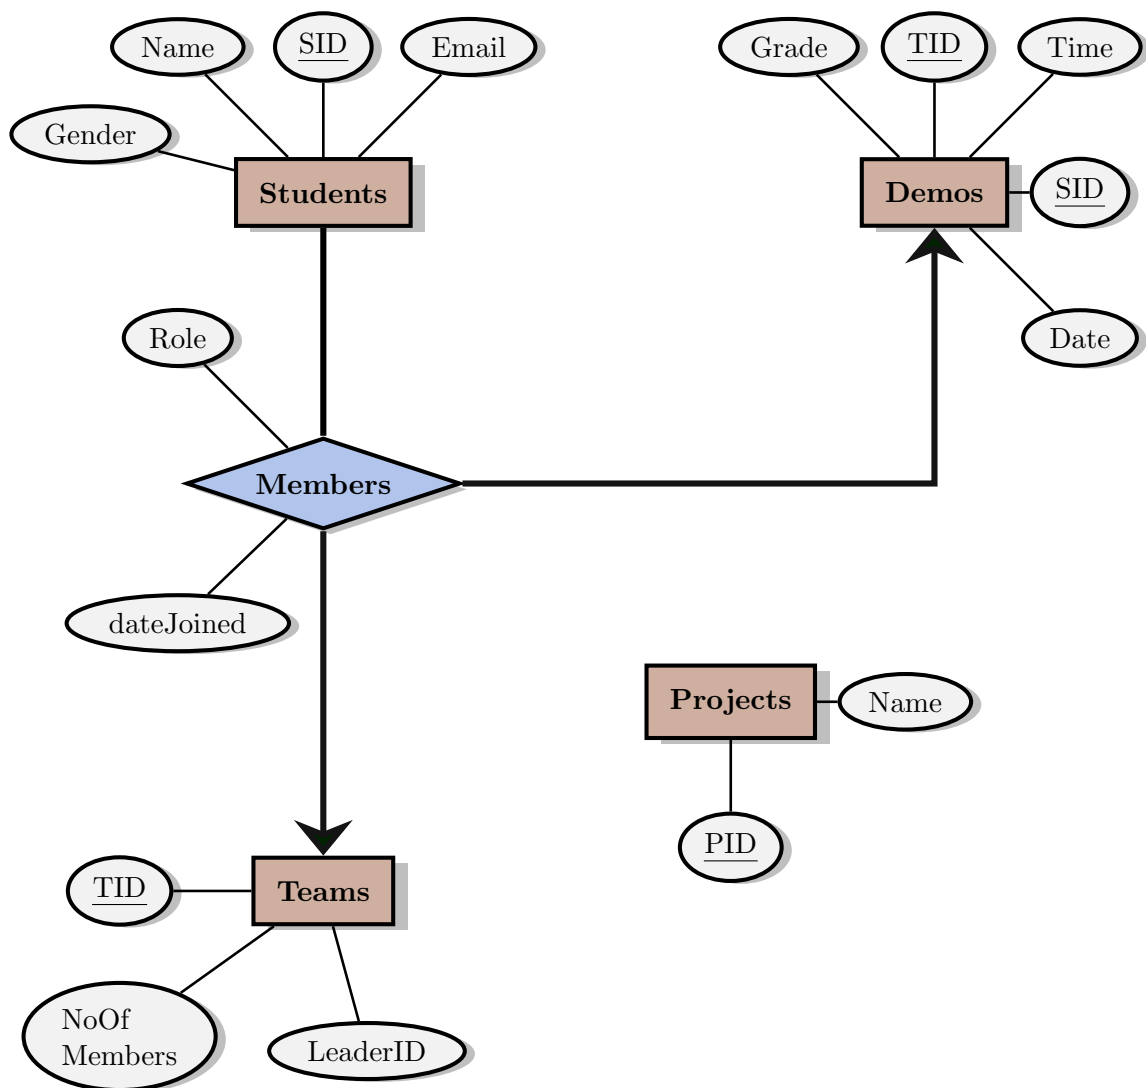 Name
SID
Email
Grade
TID
Time
Gender
Students
Demos
SID
Role
Date
Members
dateJoined
Projects
Name
PID
TID
Teams
NoOf
Members
LeaderID